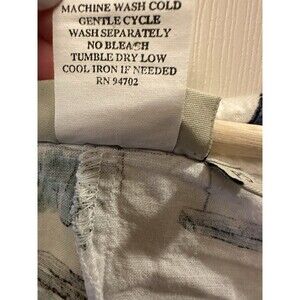 MACHINE WASH COLD
GENTLE CYCLE
WASH SEPARATELY
NO BLEACH
TUMBLE DRY LOW
COOL IRON IF NEEDED
RN 94702